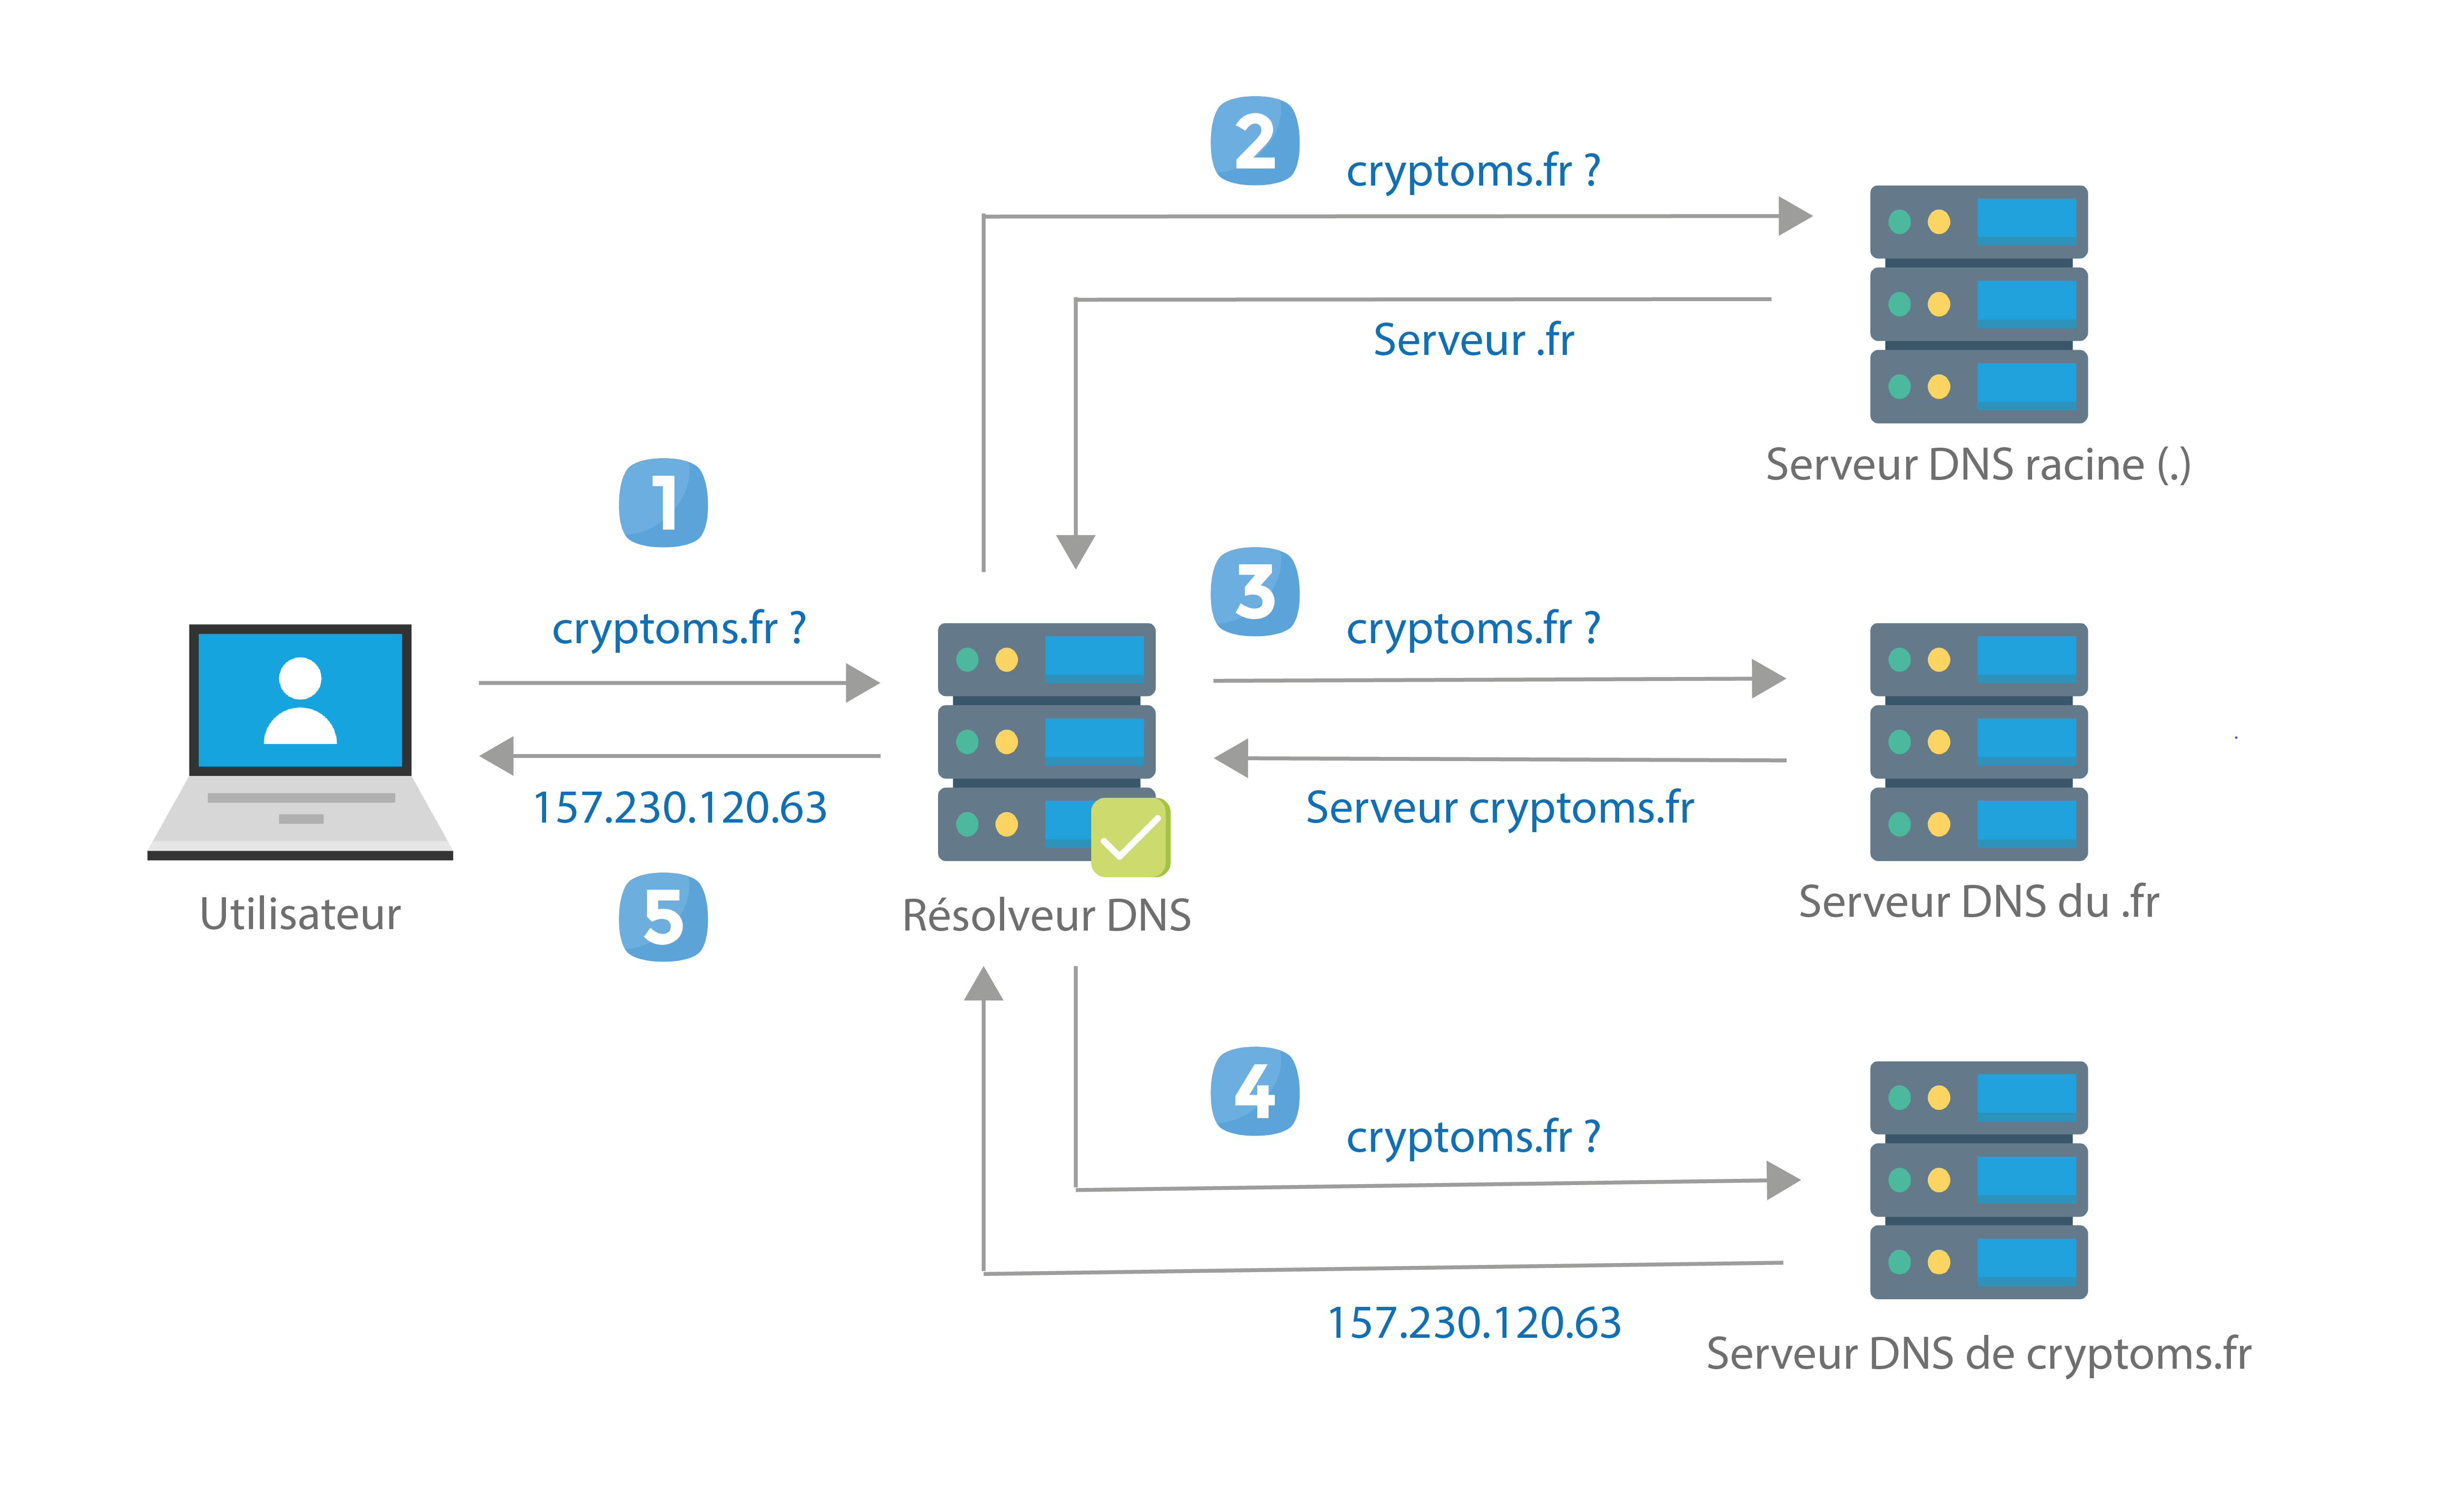 2
cryptoms.fr ?
Serveur .fr
Serveur DNS racine (.)
1
cryptoms.fr ?
157.230.120.63
5
Utilisateur
Résolveur DNS
3
cryptoms.fr ?
Serveur cryptoms.fr
Serveur DNS du .fr
4
cryptoms.fr ?
157.230.120.63
Serveur DNS de cryptoms.fr